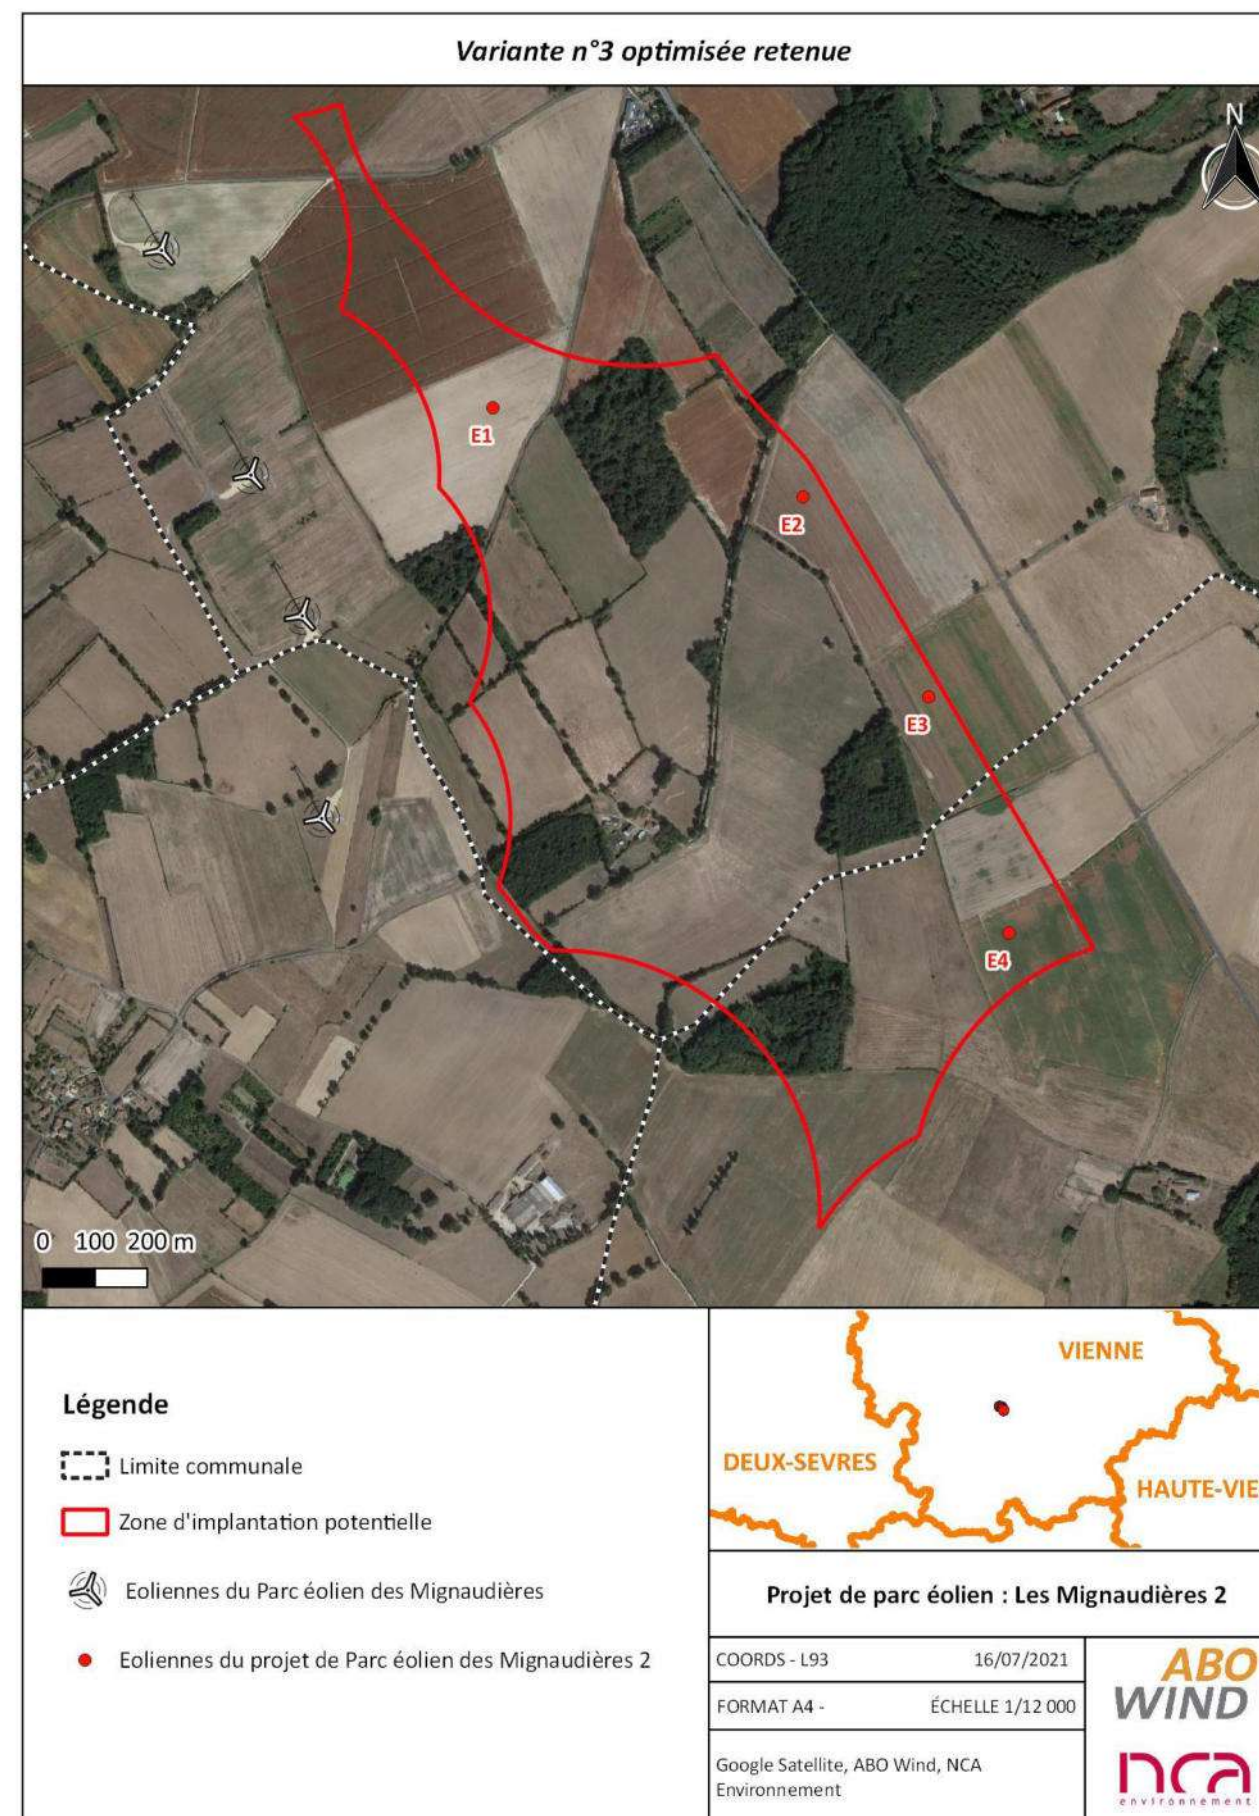 Variante n°3 optimisée retenue
N
E1
E2
E3
E4
0 100 200 m
Légende
Limite communale
Zone d'implantation potentielle
Eoliennes du Parc éolien des Mignaudières
Eoliennes du projet de Parc éolien des Mignaudières 2
VIENNE
DEUX-SEVRES
HAUTE-VIE
Projet de parc éolien : Les Mignaudières 2
COORDS - L93 16/07/2021
FORMAT A4 - ÉCHELLE 1/12 000
Google Satellite, ABO Wind, NCA
Environnement
ABO
WIND
nca
environnement